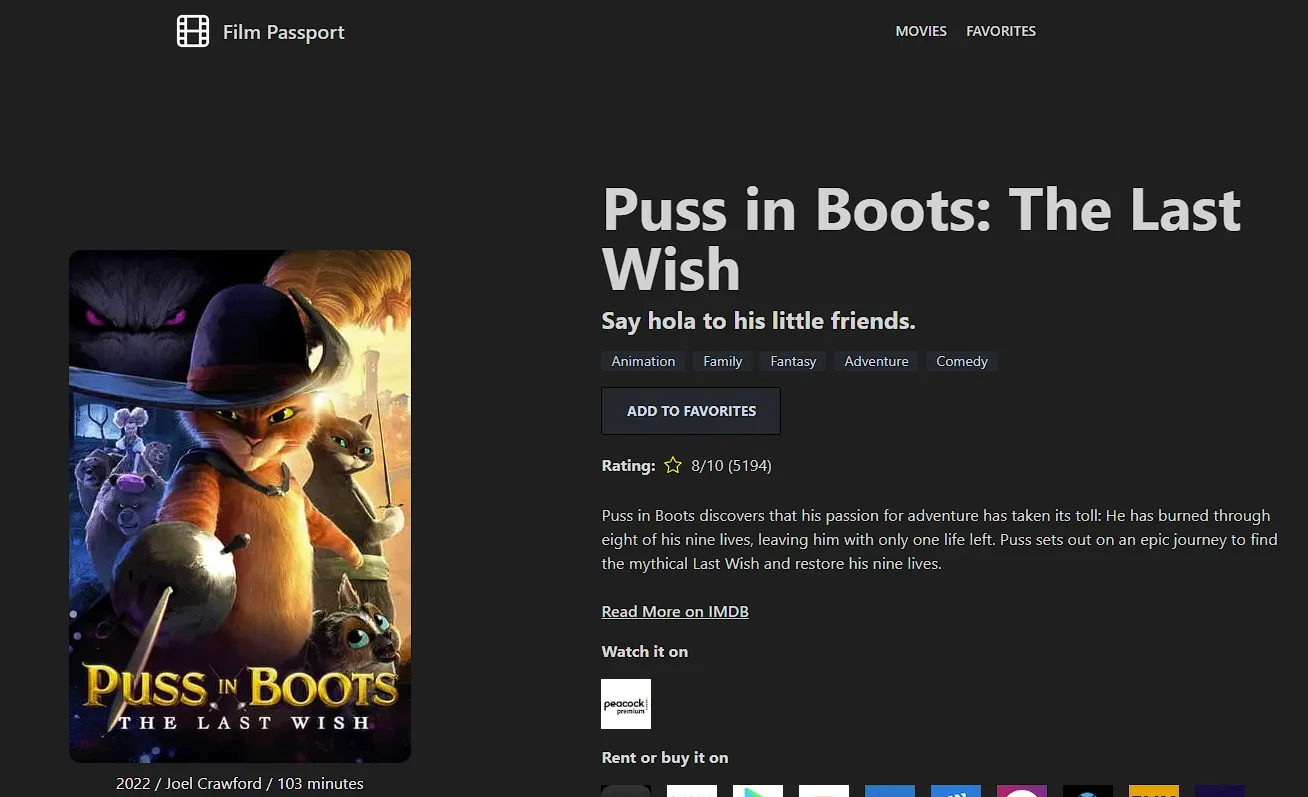 Film Passport
MOVIES FAVORITES
Puss in Boots: The Last
Wish
Say hola to his little friends.
Animation Family Fantasy Adventure Comedy
ADD TO FAVORITES
Rating: 8/10 (5194)
Puss in Boots discovers that his passion for adventure has taken its toll: He has burned through
eight of his nine lives, leaving him with only one life left. Puss sets out on an epic journey to find
the mythical Last Wish and restore his nine lives.
Read More on IMDB
Watch it on
peacock
premium
Rent or buy it on
PUSS IN BOOTS
THE LAST WISH
2022 / Joel Crawford / 103 minutes